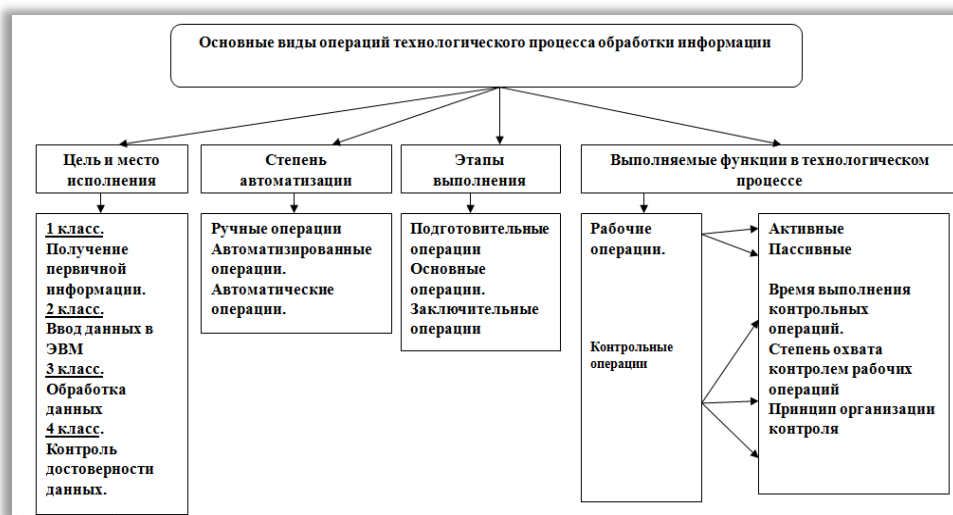 Основные виды операций технологического процесса обработки информации
Цель и место
исполнения
Степень
автоматизации
Этапы
выполнения
Выполняемые функции в технологическом
процессе
1 класс.
Получение
первичной
информации.
2 класс.
Ввод данных в
ЭВМ
3 класс.
Обработка
данных
4 класс.
Контроль
достоверности
данных.
Ручные операции
Автоматизированные
операции.
Автоматические
операции.
Подготовительные
операции
Основные
операции.
Заключительные
операции
Рабочие
операции.
Контрольные
операции
Активные
Пассивные
Время выполнения
контрольных
операций.
Степень охвата
контролем рабочих
операций
Принцип организации
контроля